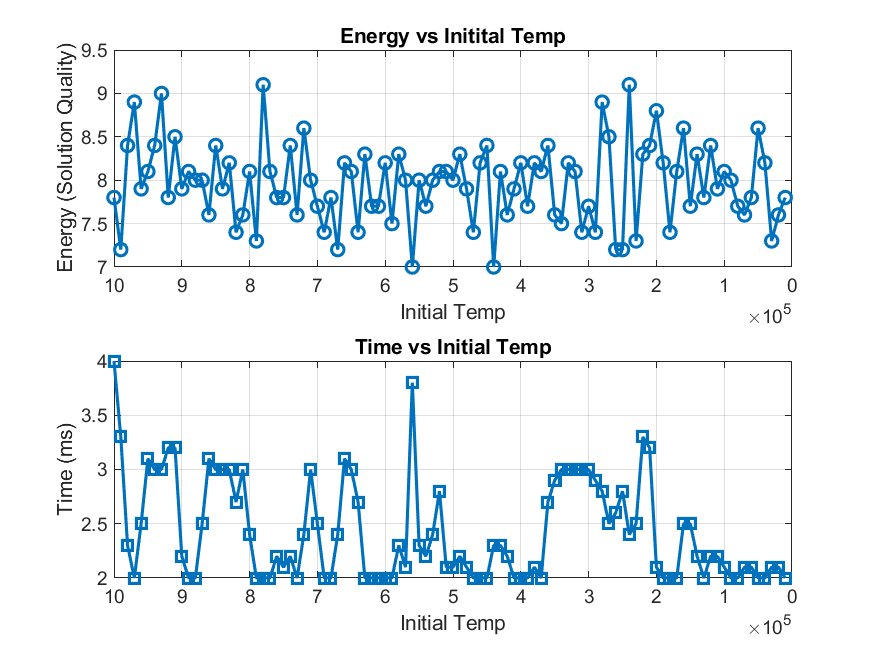 Energy vs Initital Temp
Energy (Solution Quality)
9.5
9
8.5
8
7.5
7
10 9 8 7 6 5 4 3 2 1 0
Initial Temp
×10^5
Time vs Initial Temp
Time (ms)
4
3.5
3
2.5
2
10 9 8 7 6 5 4 3 2 1 0
Initial Temp
×10^5